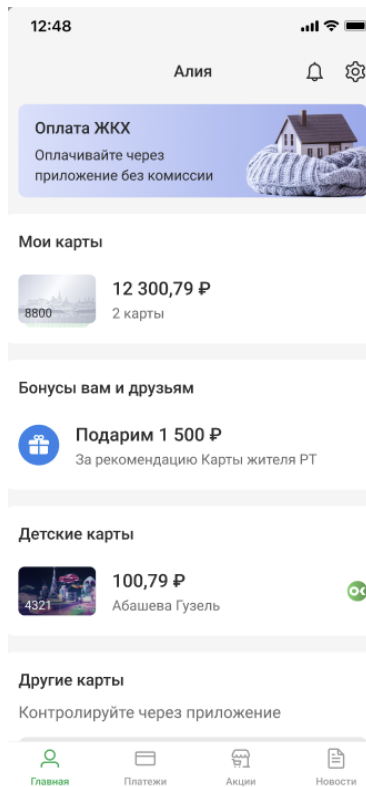 12:48
Алия
Оплата ЖКХ
Оплачивайте через
приложение без комиссии
Мои карты
8800
12 300,79 ₽
2 карты
Бонусы вам и друзьям
Подарим 1 500 ₽
За рекомендацию Карты жителя РТ
Детские карты
4321
100,79 ₽
Абашева Гузель
Другие карты
Контролируйте через приложение
Главная
Платежи
Акции
Новости